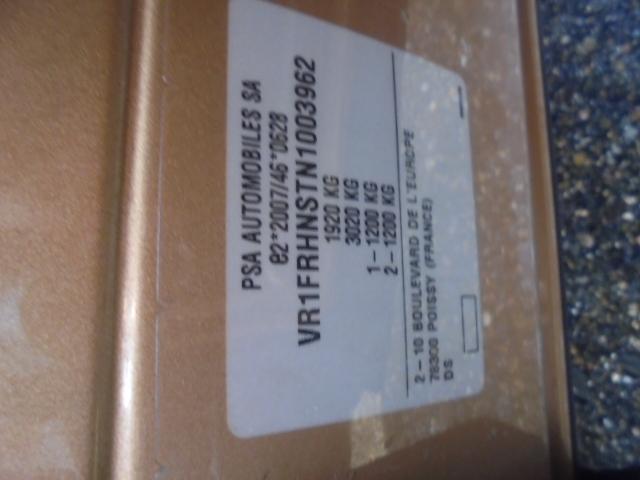 PSA AUTOMOBILES SA
e2*2007/46*0628
VR1FRHNSTN1003962
1920 KG
3020 KG
1 – 1200 KG
2 – 1200 KG
2 – 10 BOULEVARD DE L'EUROPE
78300 POISSY (FRANCE)
DS